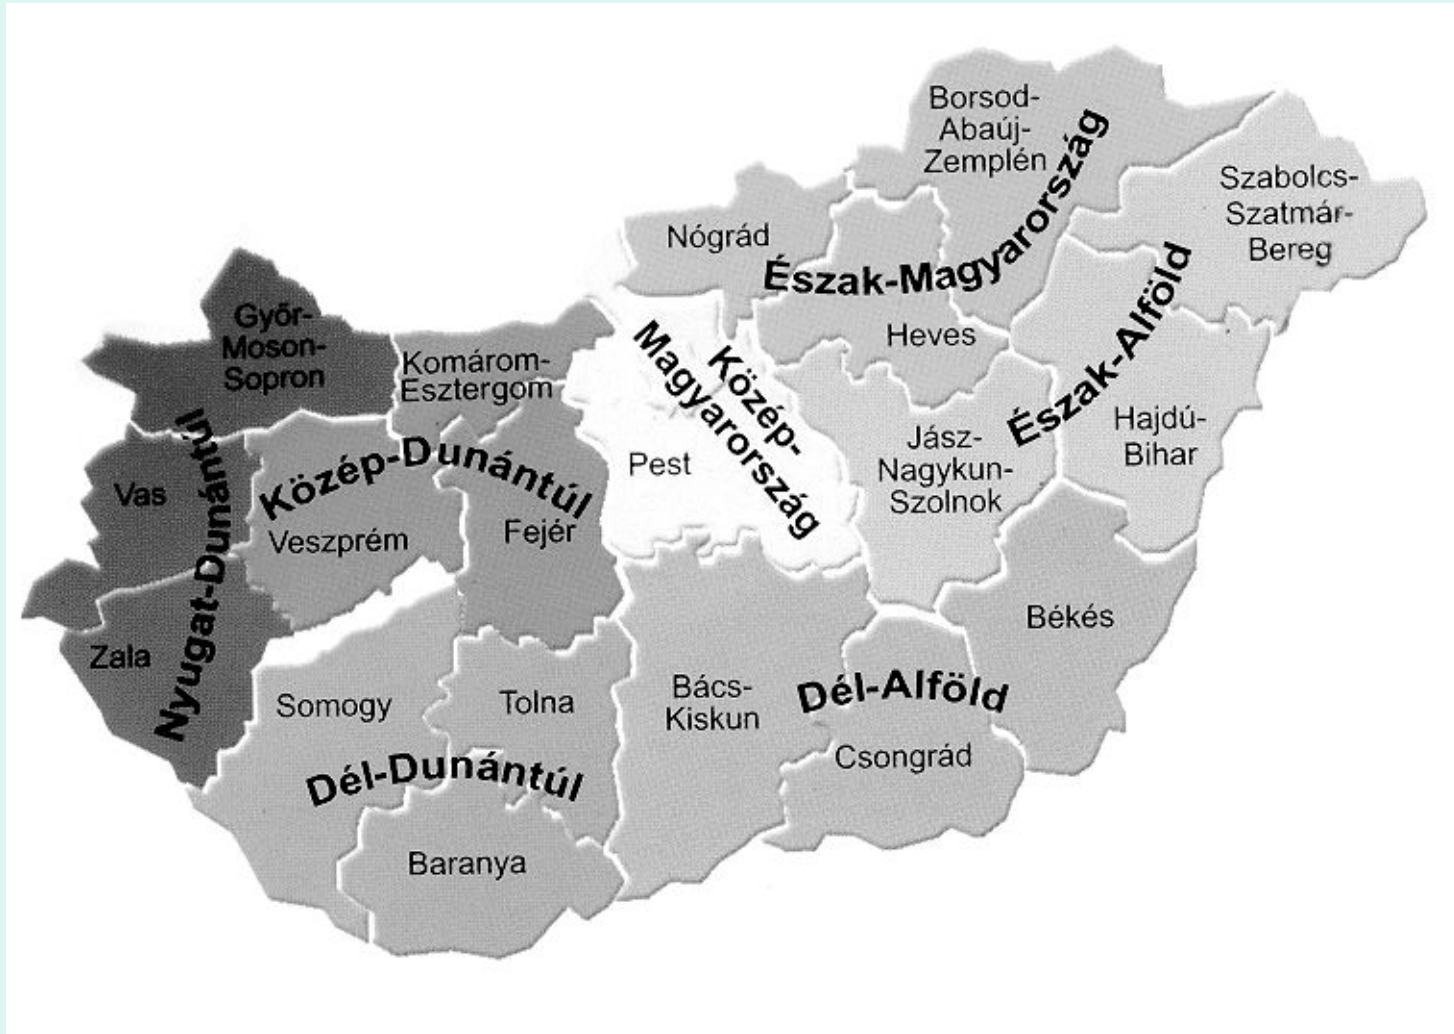 Borsod-
Abaúj-
Zemplén
Szabolcs-
Szatmár-
Bereg
Nógrád
Észak-Magyarország
Heves
Észak-Alföld
Hajdú-
Bihar
Jász-
Nagykun-
Szolnok
Győr-
Moson-
Sopron
Komárom-
Esztergom
Közép-
Magyarország
Pest
Vas
Nyugat-Dunántúl
Zala
Közép-Dunántúl
Veszprém
Fejér
Somogy
Tolna
Dél-Dunántúl
Baranya
Bács-
Kiskun
Dél-Alföld
Csongrád
Békés